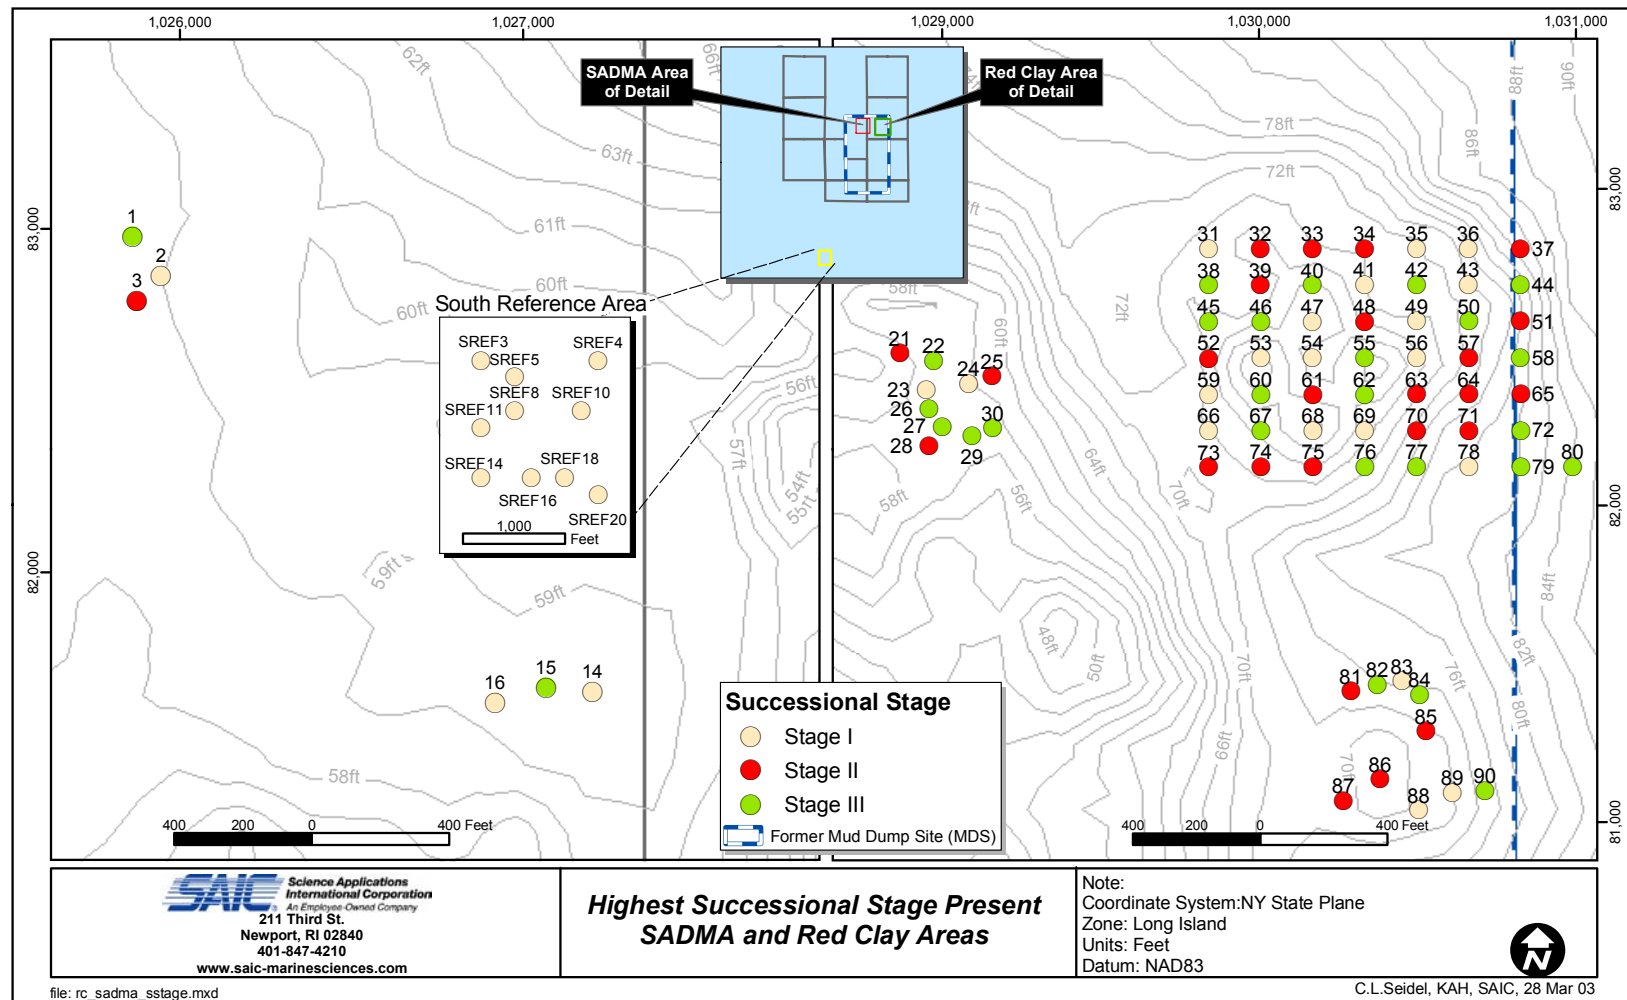 1,026,000
1,027,000
1,029,000
1,030,000
1,031,000
83,000
82,000
83,000
82,000
81,000
62ft
66ft
63ft
61ft
60ft
60ft
59ft
59ft
58ft
57ft
54ft
55ft
56ft
58ft
58ft
60ft
64ft
56ft
48ft
50ft
70ft
70ft
66ft
70ft
72ft
72ft
78ft
86ft
88ft
90ft
84ft
82ft
80ft
76ft
SADMA Area
of Detail
Red Clay Area
of Detail
1
2
3
South Reference Area
SREF3
SREF4
SREF5
SREF8
SREF10
SREF11
SREF14
SREF18
SREF16
SREF20
1,000
Feet
16
15
14
21
22
24
25
23
26
27
30
28
29
31
32
33
34
35
36
37
38
39
40
41
42
43
44
45
46
47
48
49
50
51
52
53
54
55
56
57
58
59
60
61
62
63
64
65
66
67
68
69
70
71
72
73
74
75
76
77
78
79
80
81
82
83
84
85
86
87
88
89
90
Successional Stage
Stage I
Stage II
Stage III
Former Mud Dump Site (MDS)
400 200 0 400 Feet
400 200 0 400 Feet
SAIC
Science Applications
International Corporation
An Employee-Owned Company
211 Third St.
Newport, RI 02840
401-847-4210
www.saic-marinesciences.com
Highest Successional Stage Present
SADMA and Red Clay Areas
Note:
Coordinate System:NY State Plane
Zone: Long Island
Units: Feet
Datum: NAD83
N
file: rc_sadma_sstage.mxd
C.L.Seidel, KAH, SAIC, 28 Mar 03